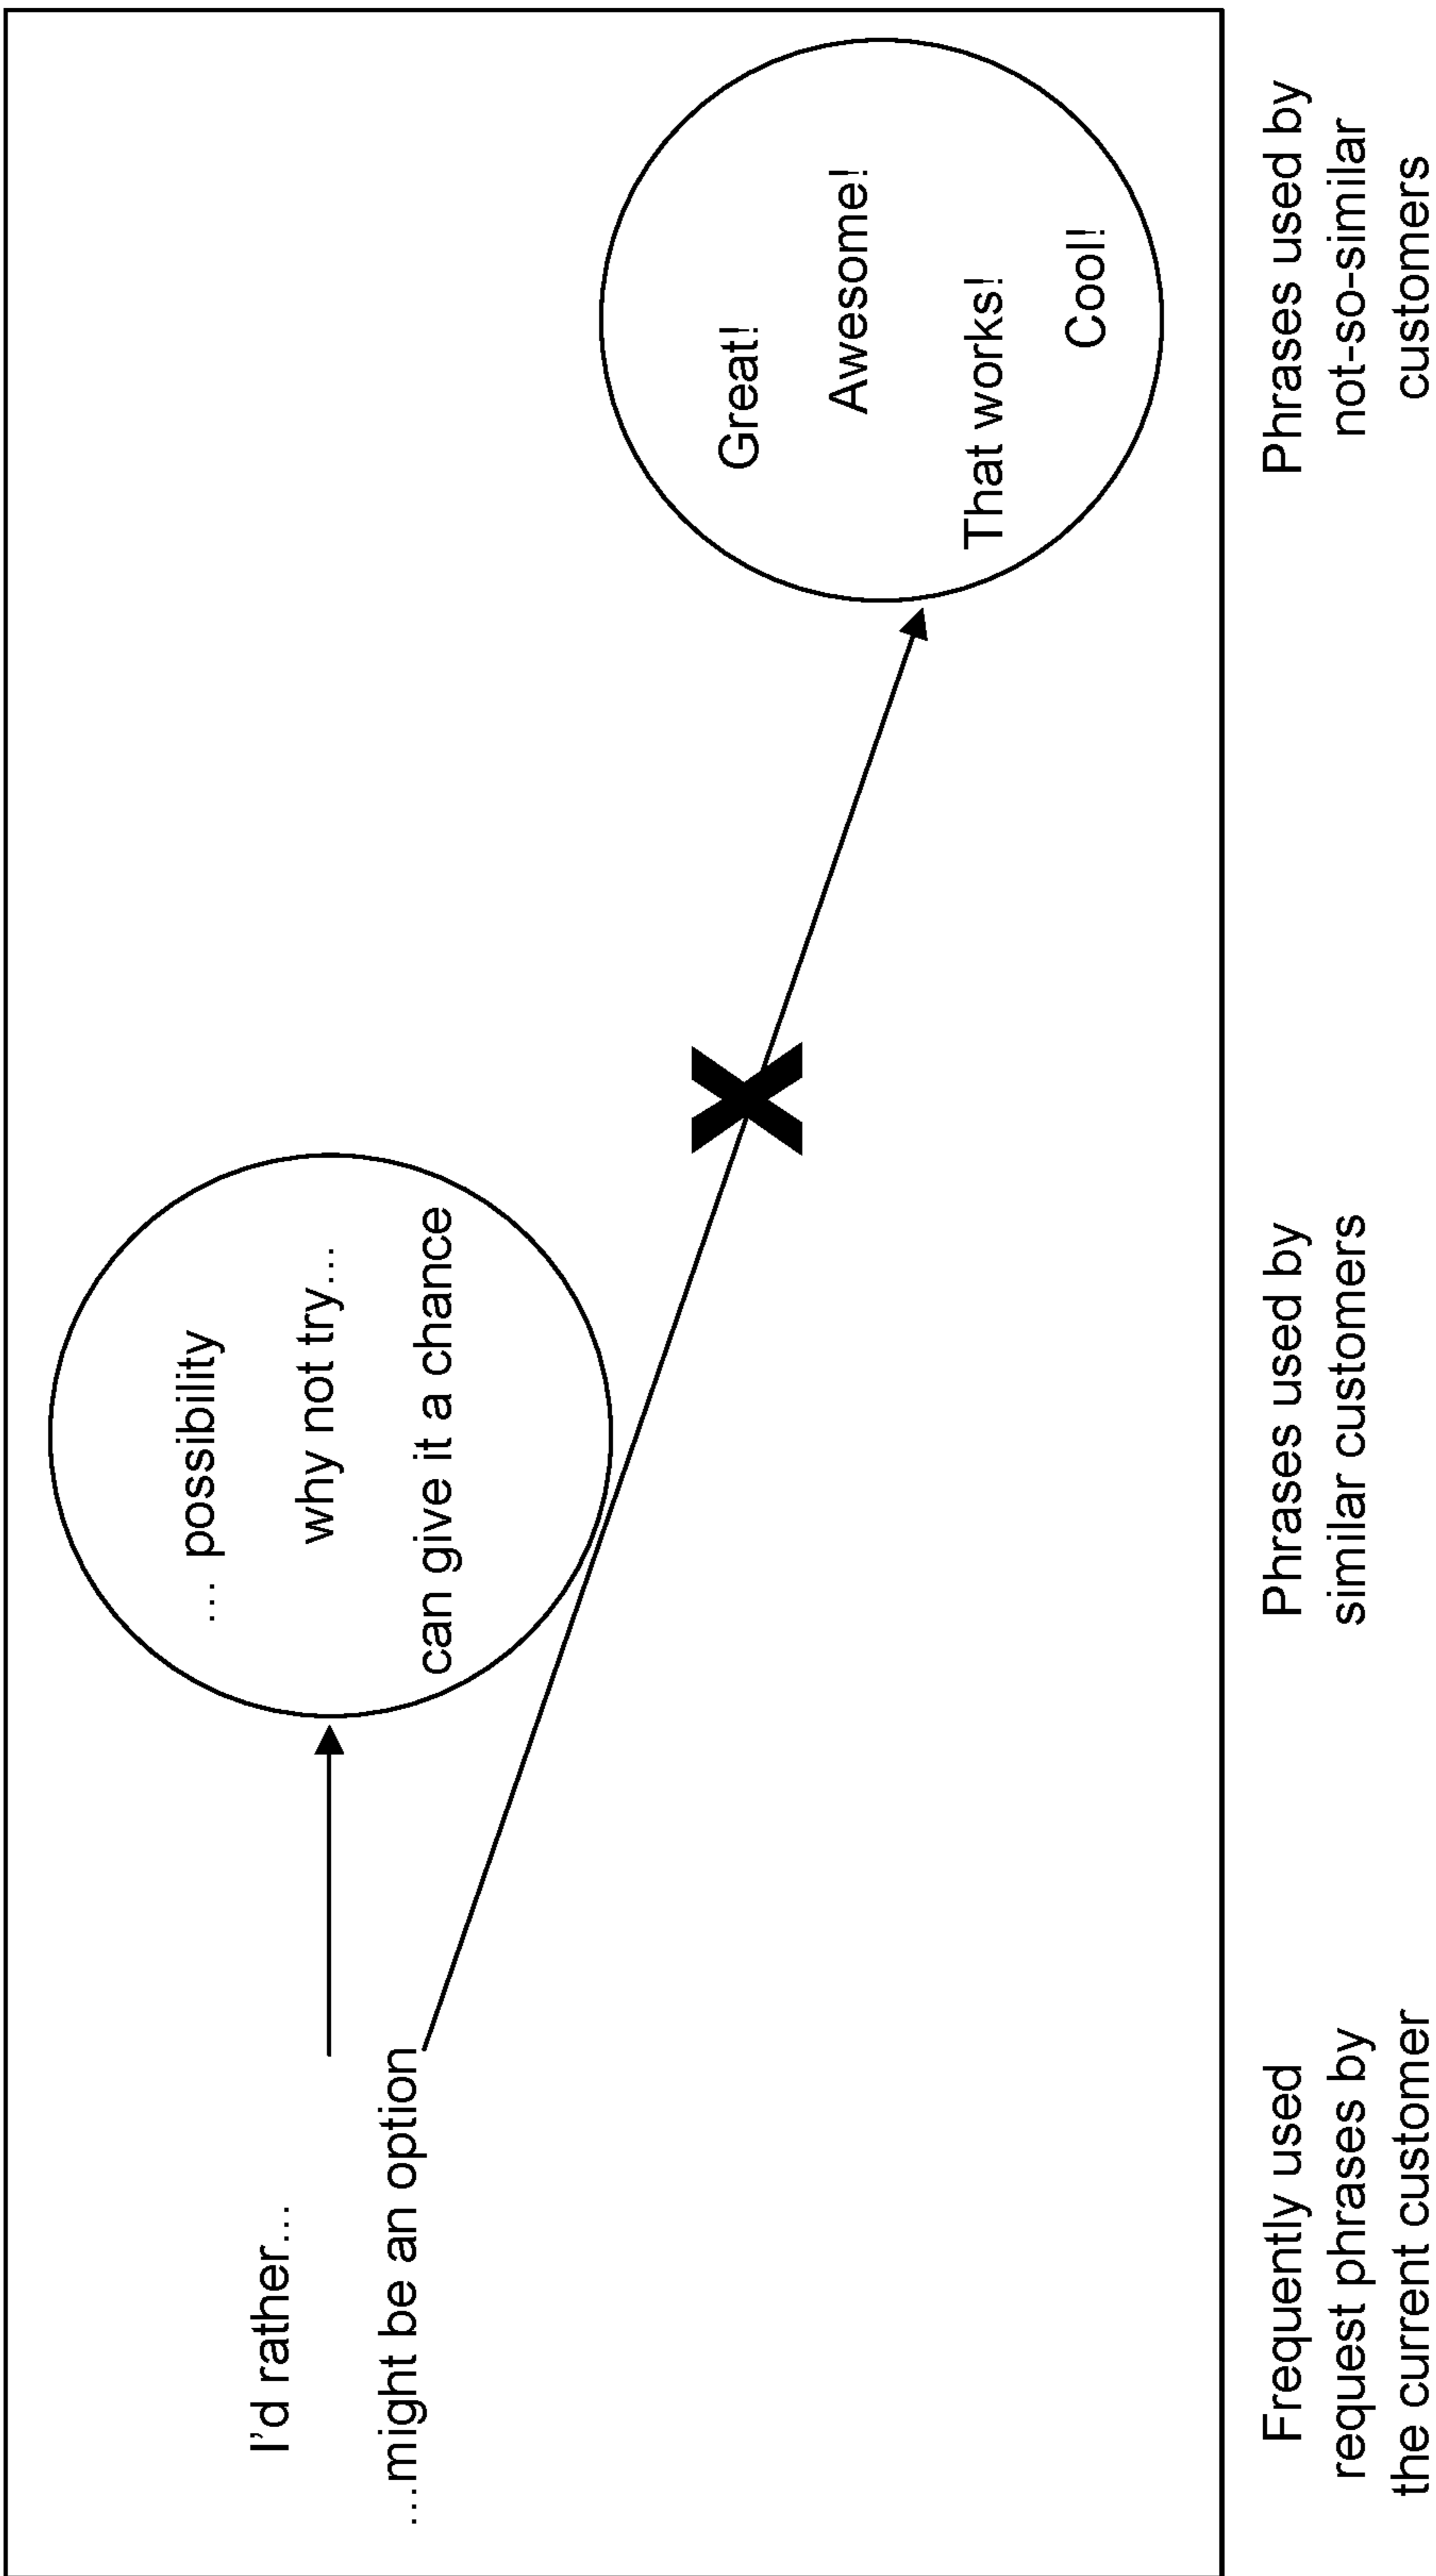 I'd rather...
...might be an option
... possibility
why not try...
can give it a chance
Great!
Awesome!
That works!
Cool!
X
Frequently used
request phrases by
the current customer
Phrases used by
similar customers
Phrases used by
not-so-similar
customers